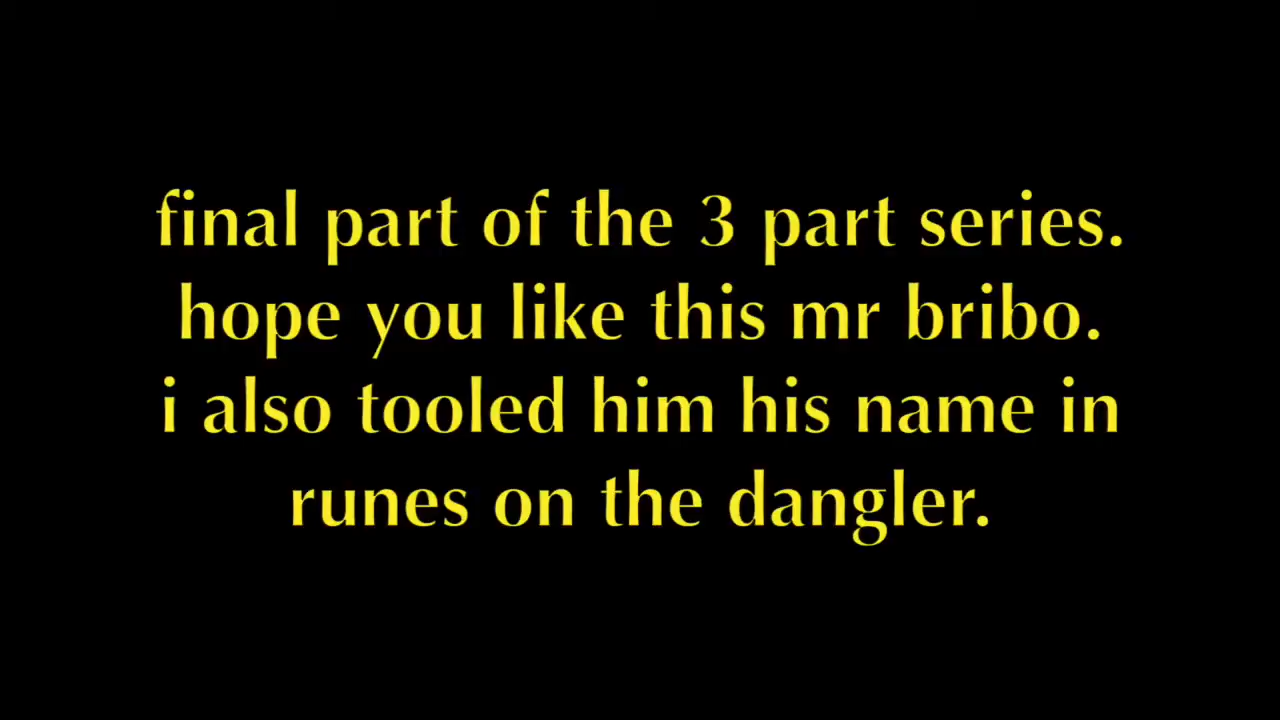 final part of the 3 part series.
hope you like this mr bribo.
i also tooled him his name in
runes on the dangler.